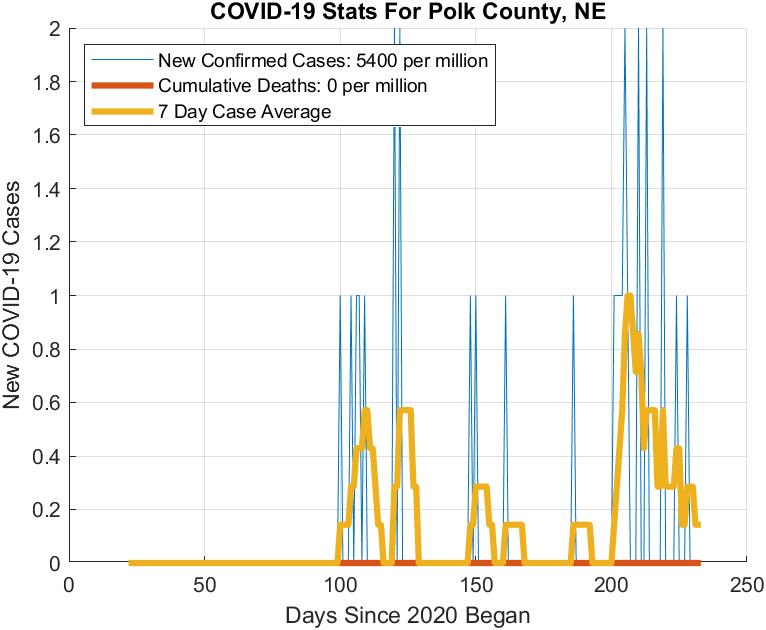 COVID-19 Stats For Polk County, NE
New Confirmed Cases: 5400 per million
Cumulative Deaths: 0 per million
7 Day Case Average
New COVID-19 Cases
2
1.8
1.6
1.4
1.2
1
0.8
0.6
0.4
0.2
0
0 50 100 150 200 250
Days Since 2020 Began